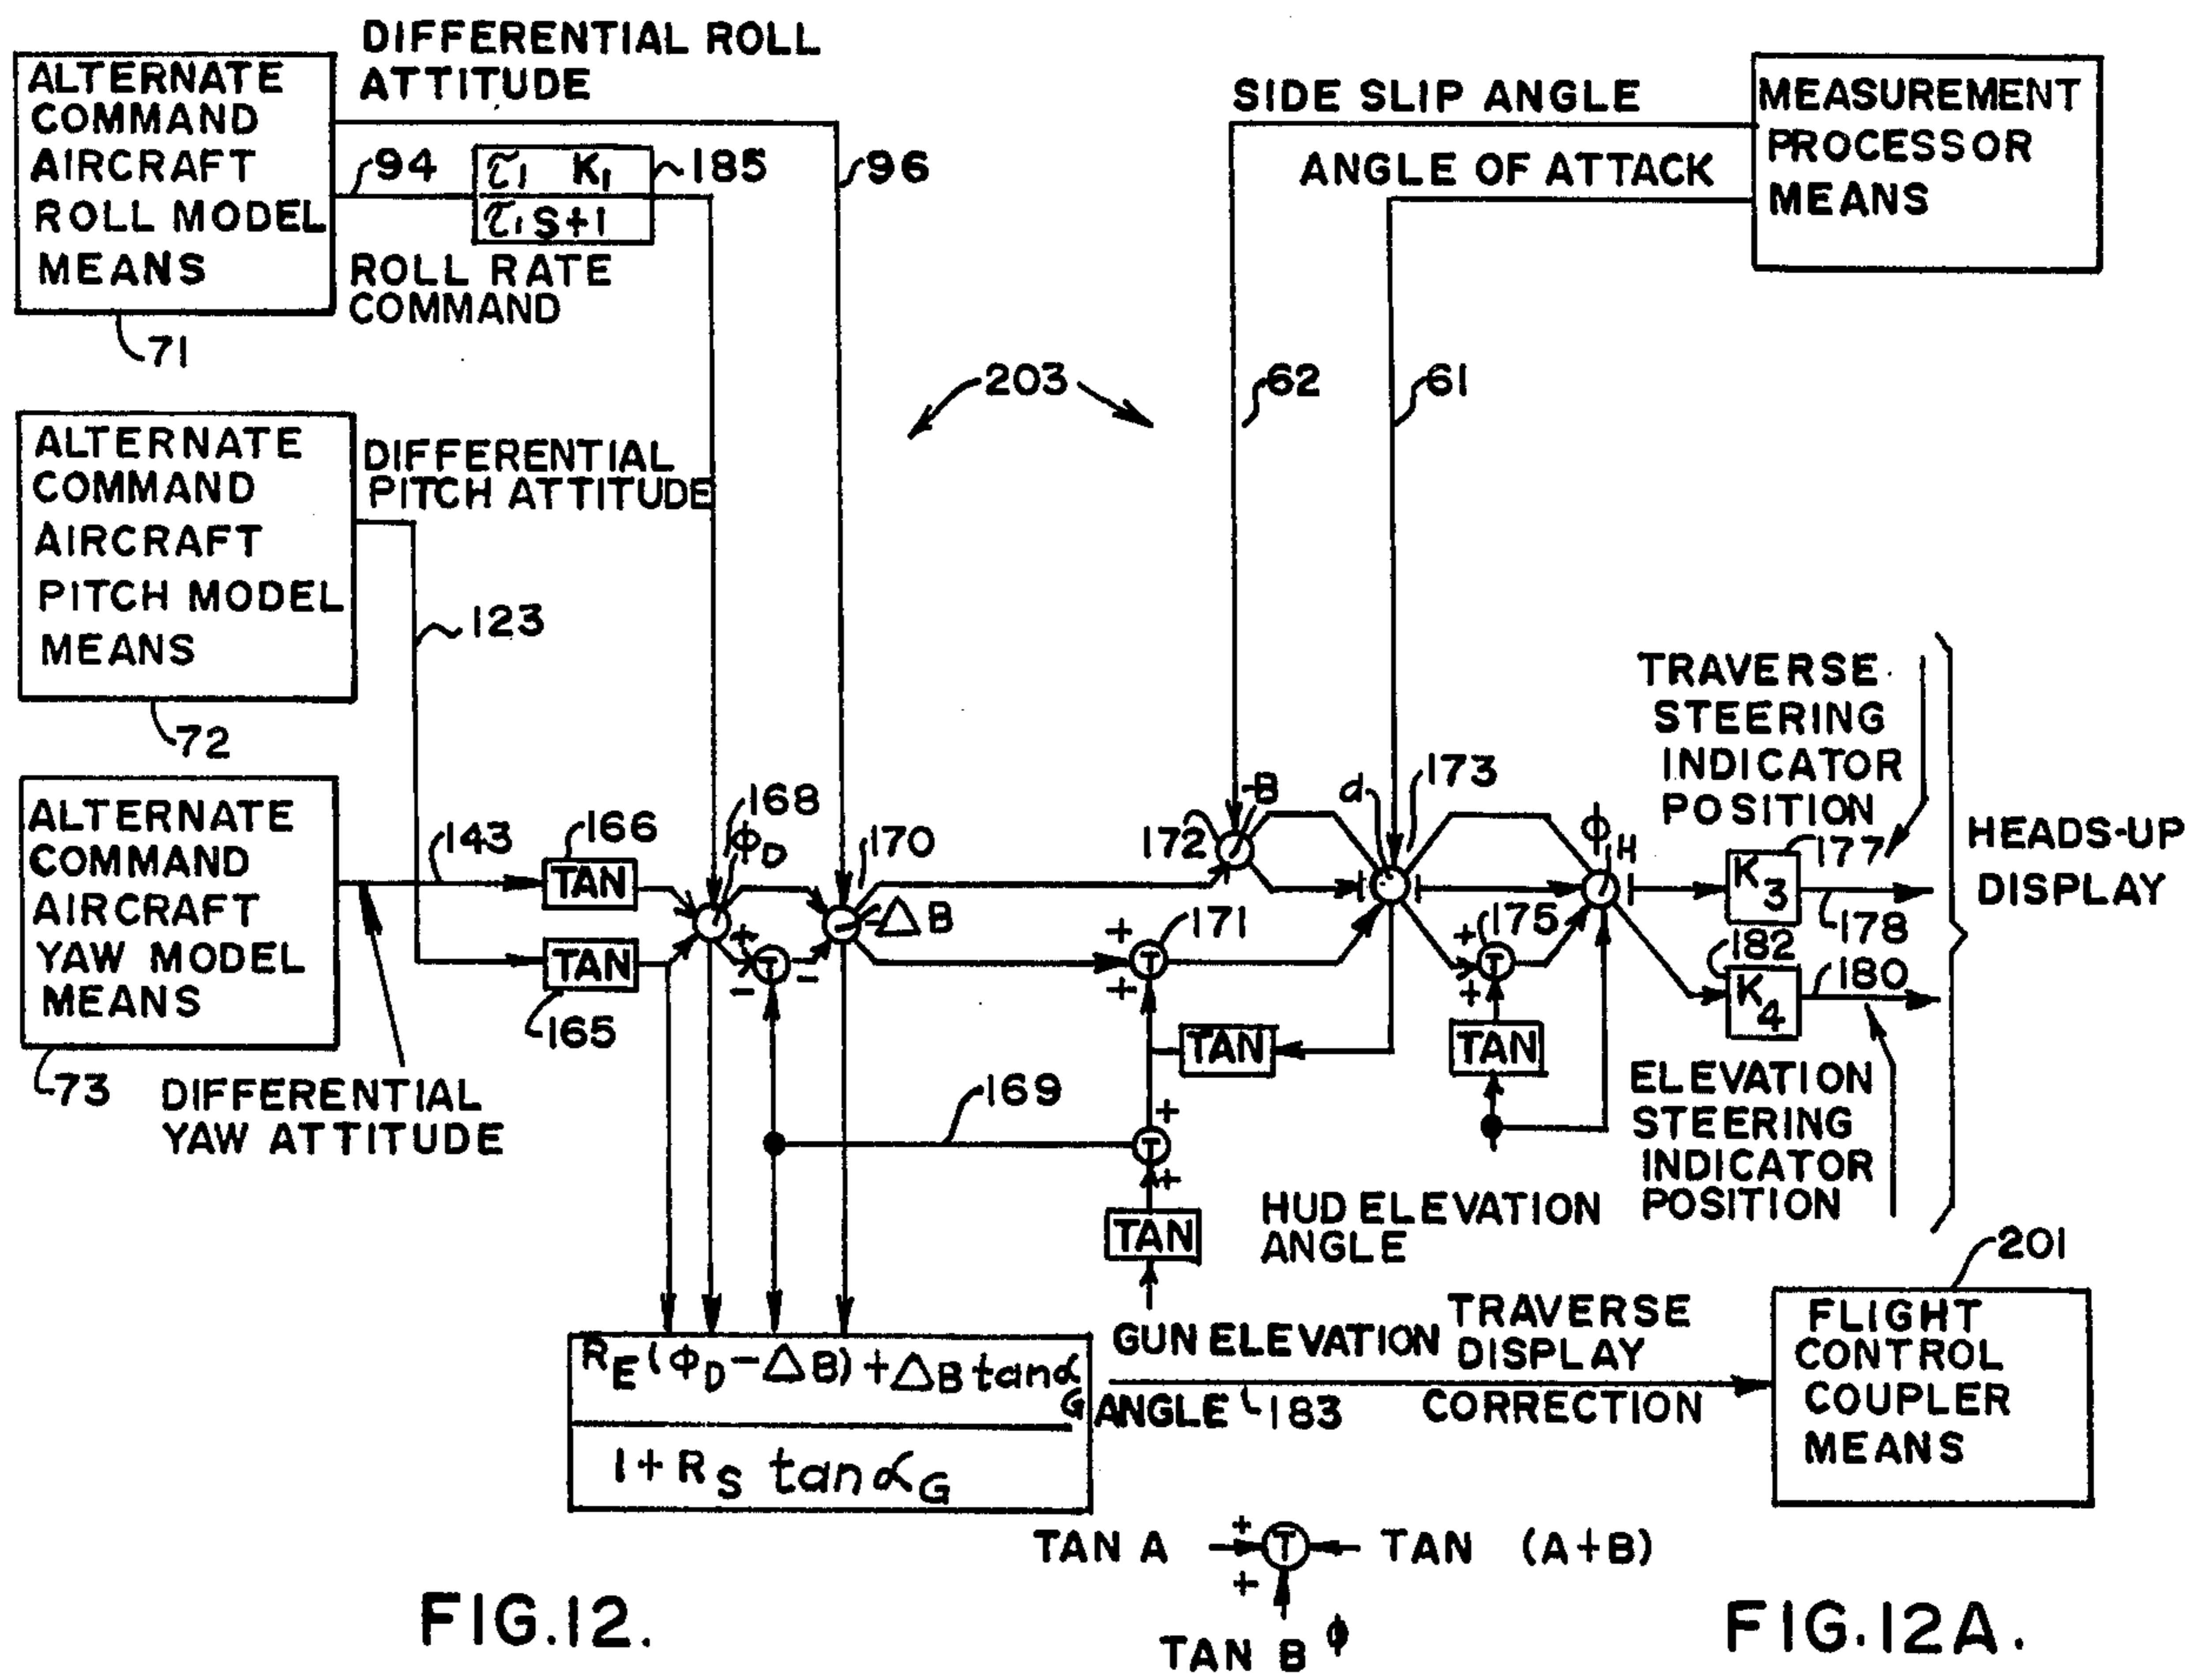 DIFFERENTIAL ROLL
ATTITUDE
ALTERNATE
COMMAND
AIRCRAFT
ROLL MODEL
MEANS
71
94
τ1 K1
τ1 S+1
185
96
ROLL RATE
COMMAND
SIDE SLIP ANGLE
ANGLE OF ATTACK
MEASUREMENT
PROCESSOR
MEANS
203
62
61
ALTERNATE
COMMAND
AIRCRAFT
PITCH MODEL
MEANS
72
DIFFERENTIAL
PITCH ATTITUDE
123
ALTERNATE
COMMAND
AIRCRAFT
YAW MODEL
MEANS
73
143
DIFFERENTIAL
YAW ATTITUDE
166
TAN
TAN
165
168
ΦD
+
T
-
-
170
-ΔB
172
-B
d
173
ΦH
+
T
+
171
+
T
+
175
TAN
TAN
169
+
T
+
TAN
TRAVERSE
STEERING
INDICATOR
POSITION
K3
177
178
182
K4
180
HEADS-UP
DISPLAY
ELEVATION
STEERING
INDICATOR
POSITION
HUD ELEVATION
ANGLE
GUN ELEVATION
ANGLE
183
TRAVERSE
DISPLAY
CORRECTION
201
FLIGHT
CONTROL
COUPLER
MEANS
RE(ΦD-ΔB)+ΔB tanαG
1+RS tanαG
TAN A + T TAN (A+B)
+
TAN B Φ
FIG.12.
FIG.12A.